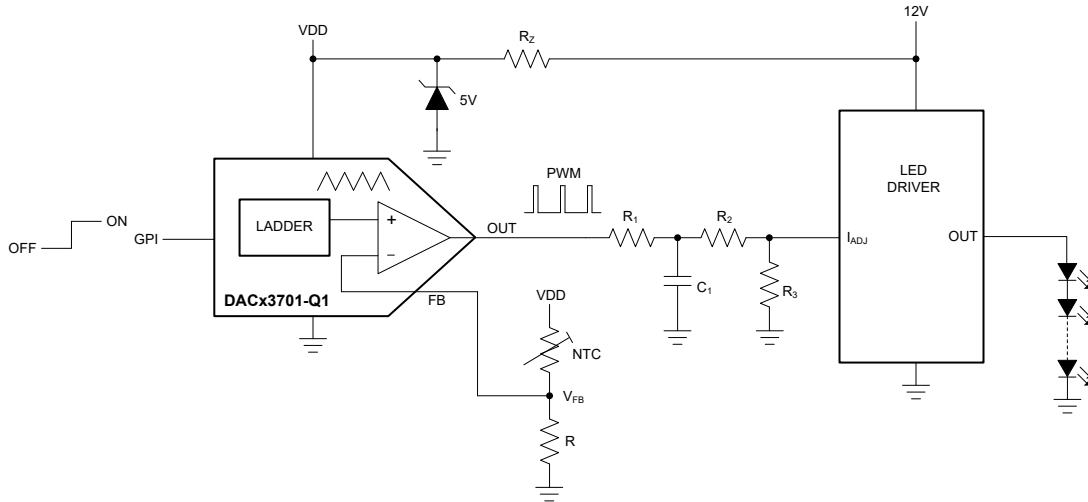 12V
VDD
RZ
5V
LED
DRIVER
PWM
ON
OFF
GPI
LADDER
+
−
OUT
R1
R2
IADJ
OUT
DACx3701-Q1
FB
C1
R3
VDD
NTC
VFB
R